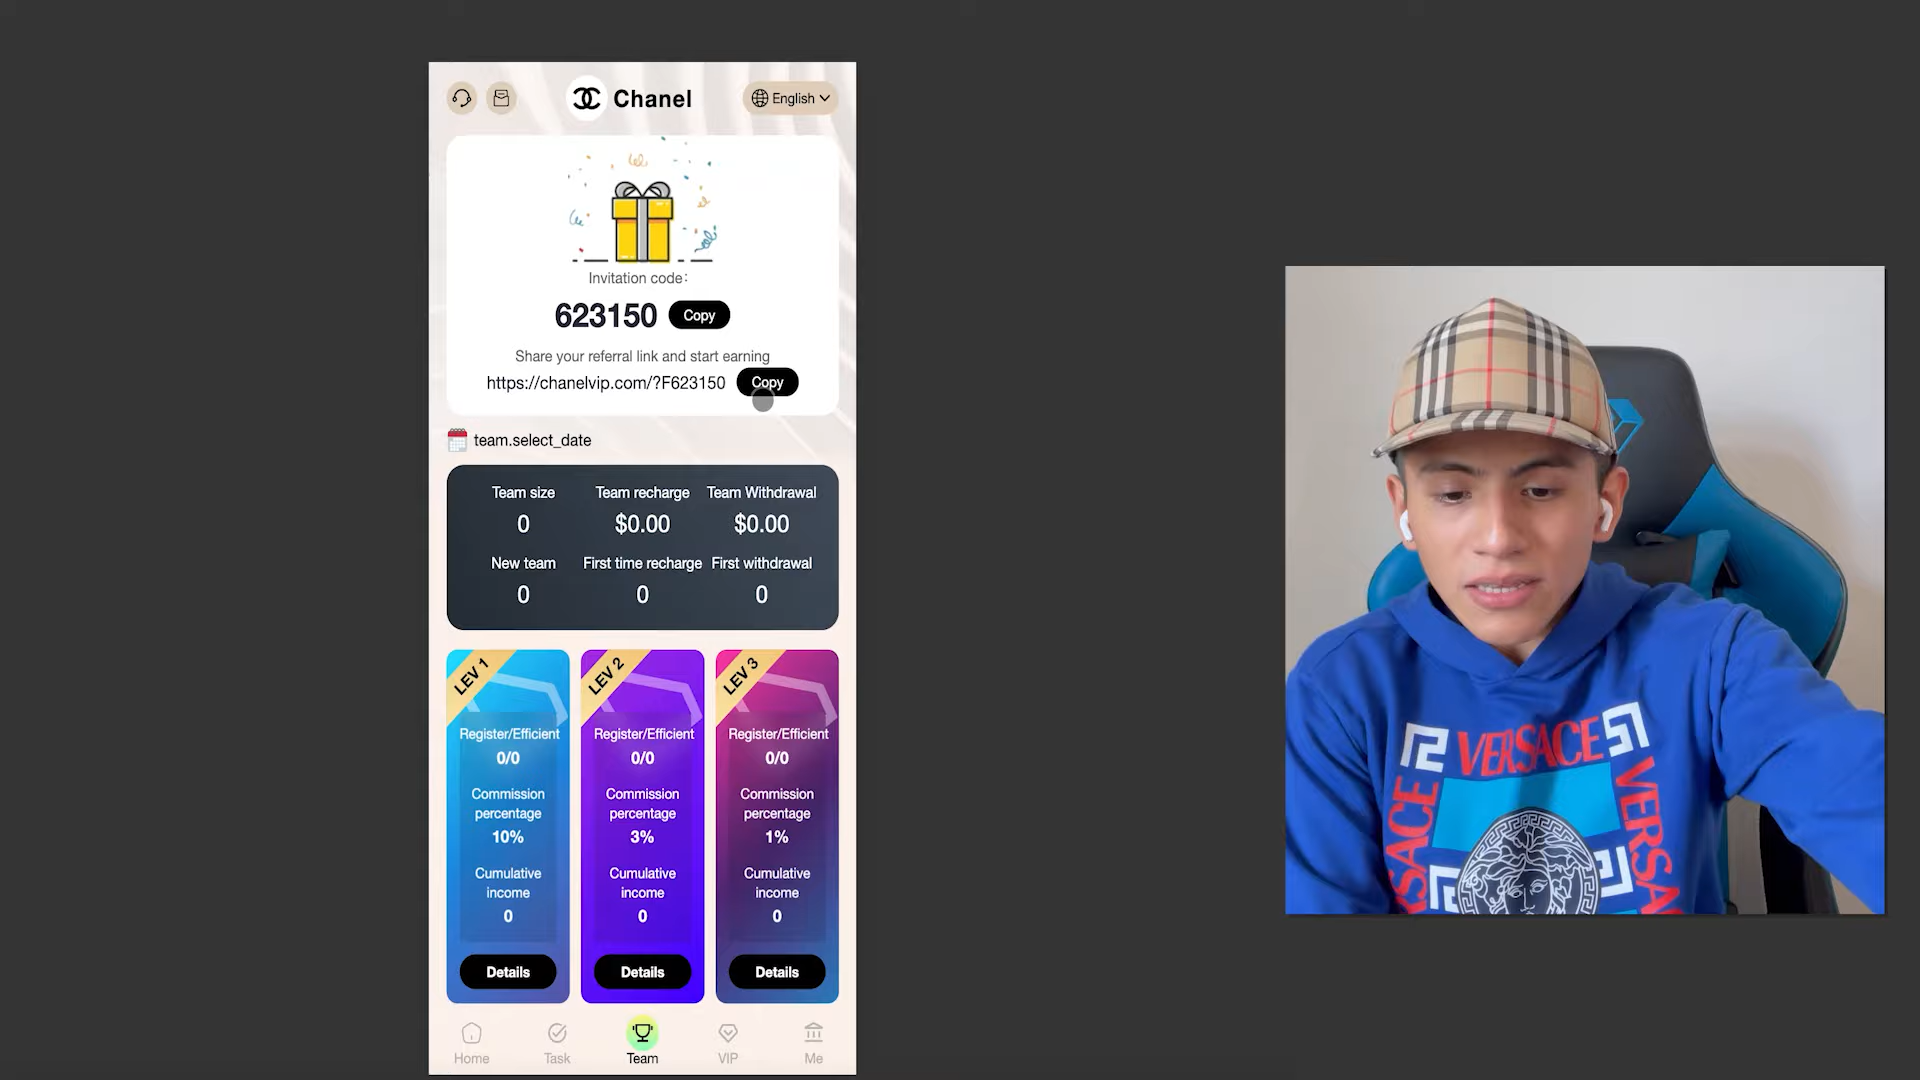 Chanel
English
Invitation code:
623150 Copy
Share your referral link and start earning
https://chanelvip.com/?F623150 Copy
team.select_date
Team size Team recharge Team Withdrawal
0 $0.00 $0.00
New team First time recharge First withdrawal
0 0 0
LEV 1 LEV 2 LEV 3
Register/Efficient Register/Efficient Register/Efficient
0/0 0/0 0/0
Commission Commission Commission
percentage percentage percentage
10% 3% 1%
Cumulative Cumulative Cumulative
income income income
0 0 0
Details Details Details
Home Task Team VIP Me
VERSACE